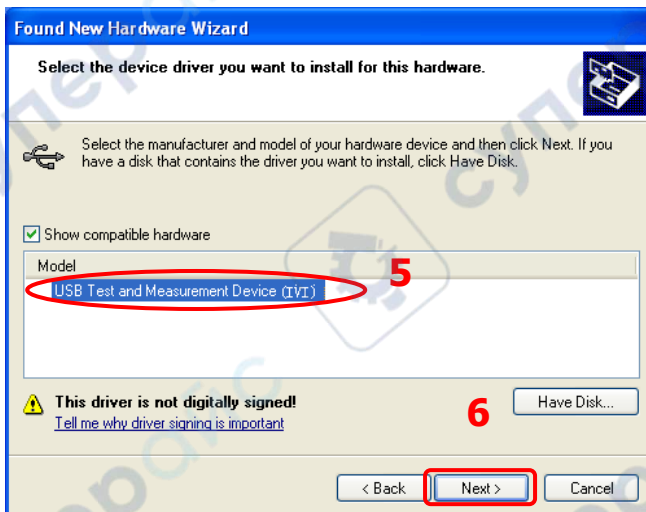 Found New Hardware Wizard
Select the device driver you want to install for this hardware.
Select the manufacturer and model of your hardware device and then click Next. If you
have a disk that contains the driver you want to install, click Have Disk.
Show compatible hardware
Model
5
USB Test and Measurement Device (IVI)
This driver is not digitally signed!
Tell me why driver signing is important
6
Have Disk...
< Back
Next >
Cancel